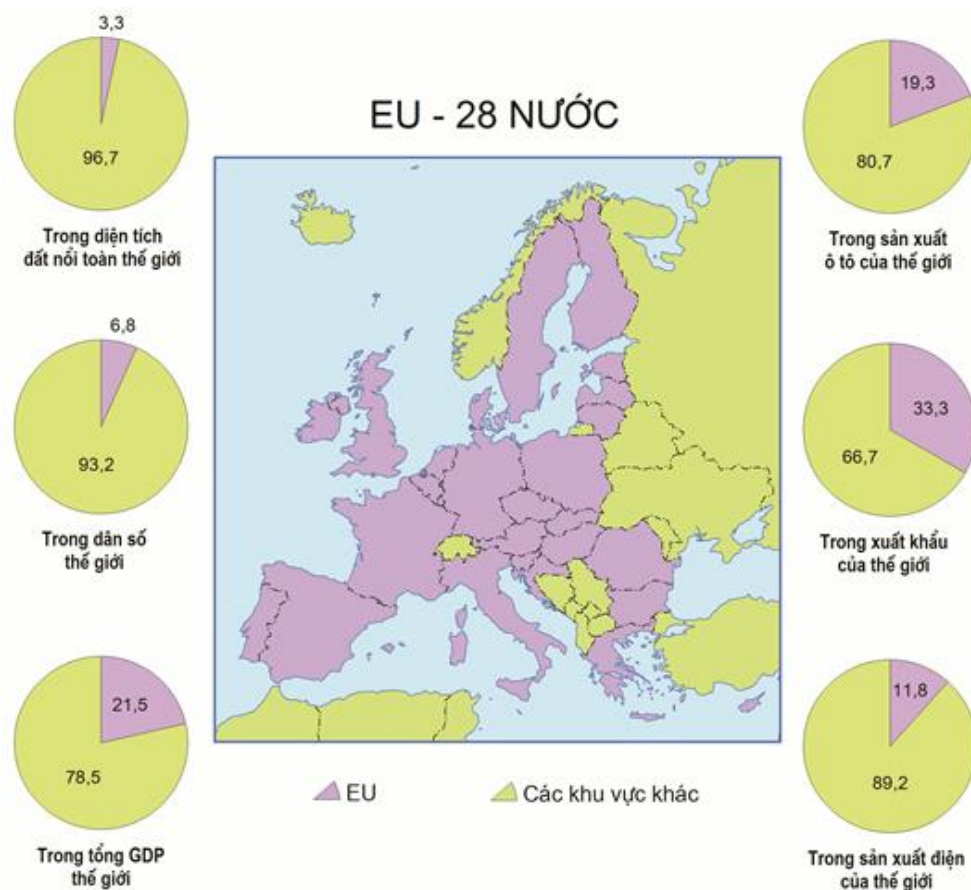 3,3
96,7
Trong diện tích
đất nổi toàn thế giới
6,8
93,2
Trong dân số
thế giới
21,5
78,5
Trong tổng GDP
thế giới
EU - 28 NƯỚC
EU
Các khu vực khác
19,3
80,7
Trong sản xuất
ô tô của thế giới
33,3
66,7
Trong xuất khẩu
của thế giới
11,8
89,2
Trong sản xuất điện
của thế giới